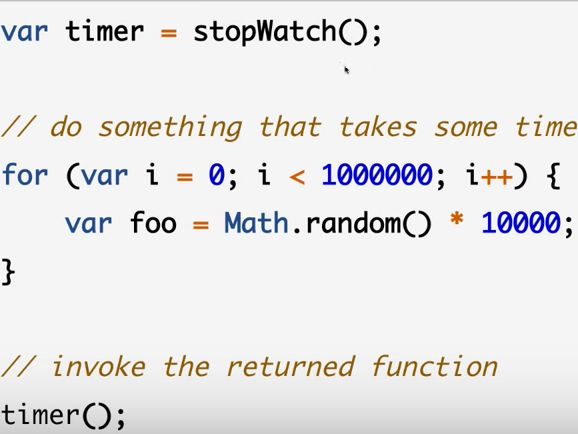 var timer = stopWatch();
// do something that takes some time
for (var i = 0; i < 1000000; i++) {
    var foo = Math.random() * 10000;
}
// invoke the returned function
timer();